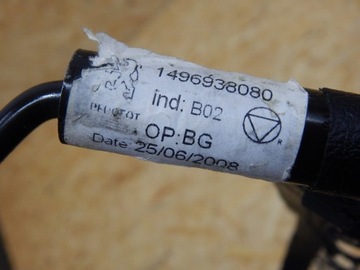 1496938080
ind: B02
PEUGEOT
OP:BG
Date 25/06/2008